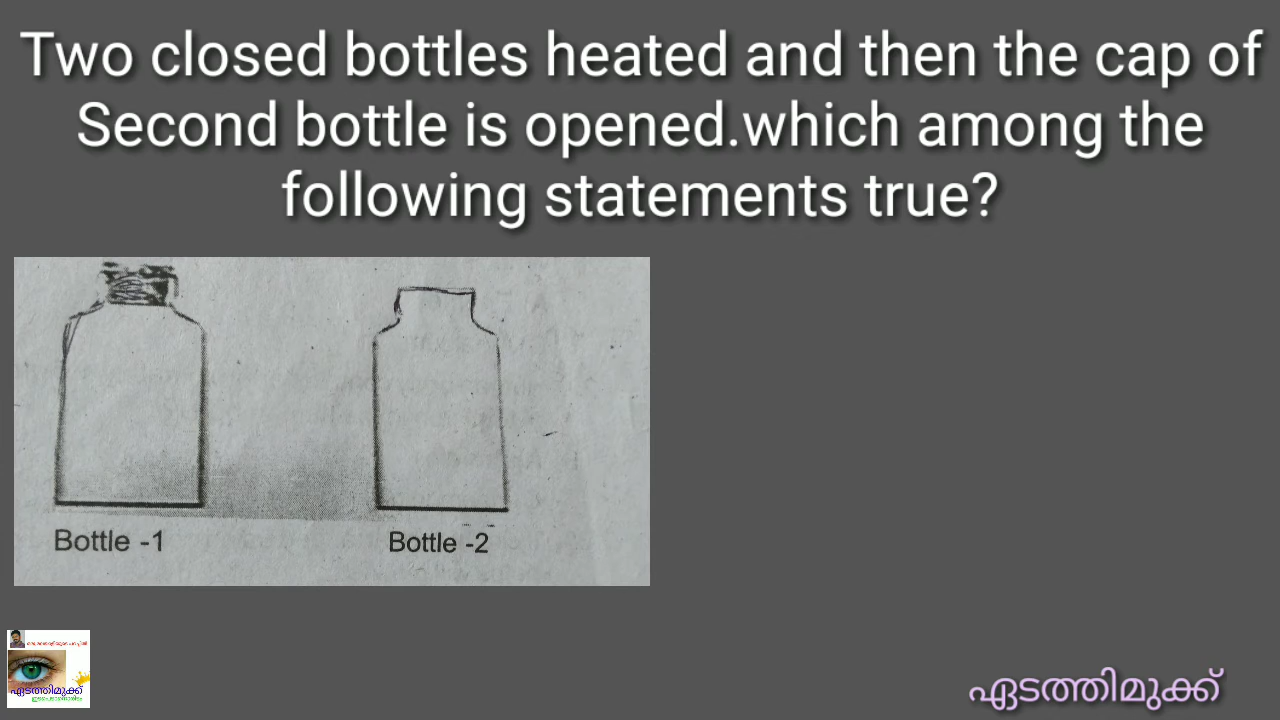 Two closed bottles heated and then the cap of
Second bottle is opened.which among the
following statements true?
Bottle -1
Bottle -2
ഏടത്തിമുക്ക്
ഏടത്തിമുക്ക്